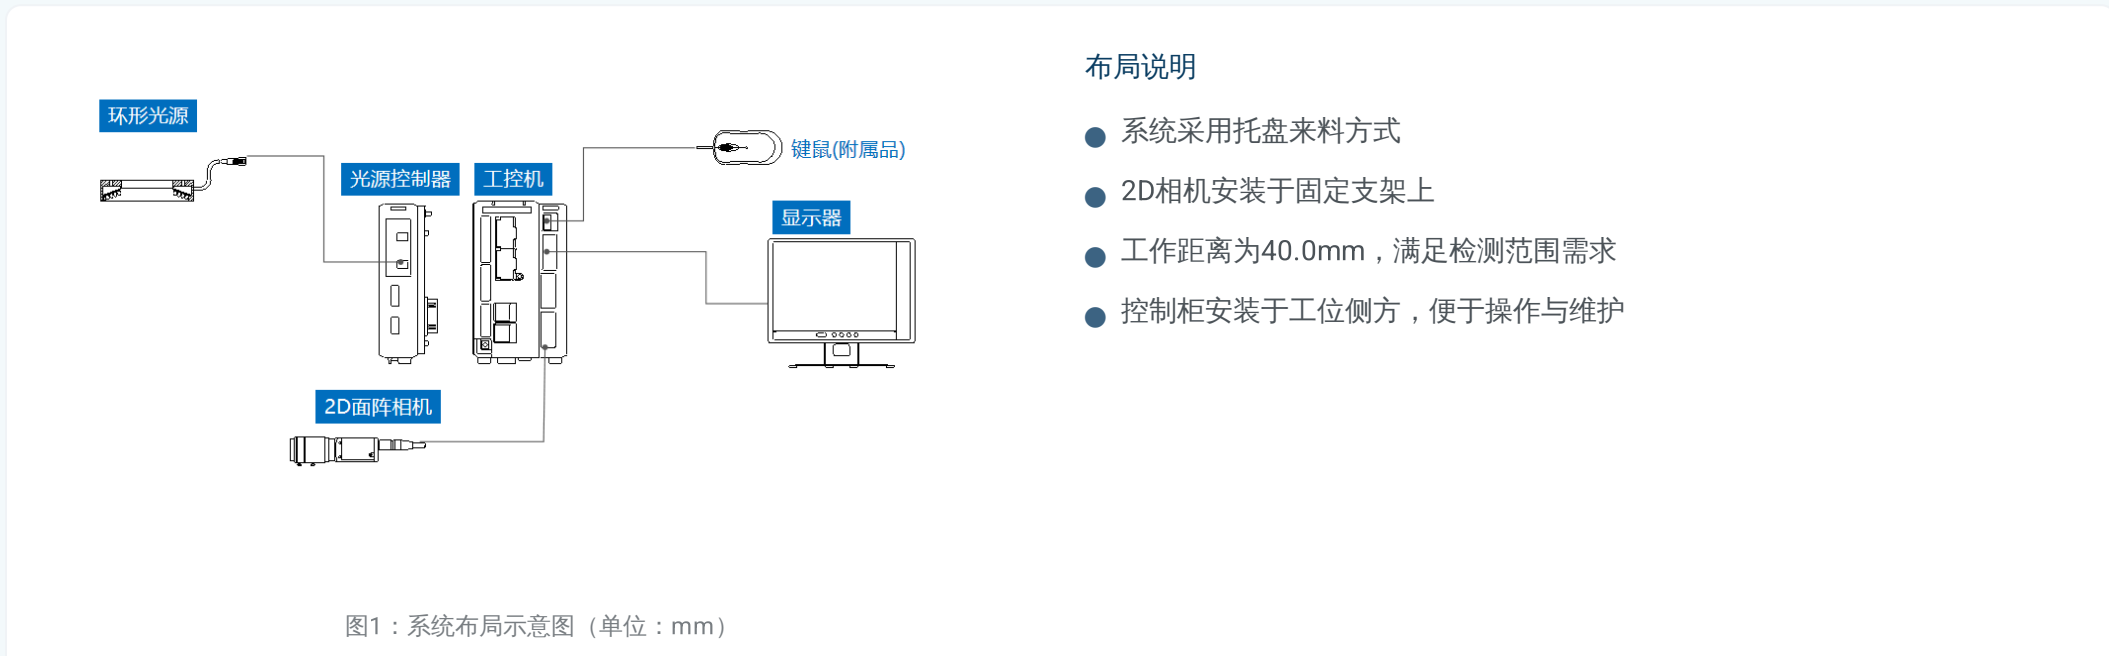 环形光源
光源控制器
工控机
键鼠(附属品)
显示器
2D面阵相机
图1：系统布局示意图（单位：mm）
布局说明
系统采用托盘来料方式
2D相机安装于固定支架上
工作距离为40.0mm，满足检测范围需求
控制柜安装于工位侧方，便于操作与维护